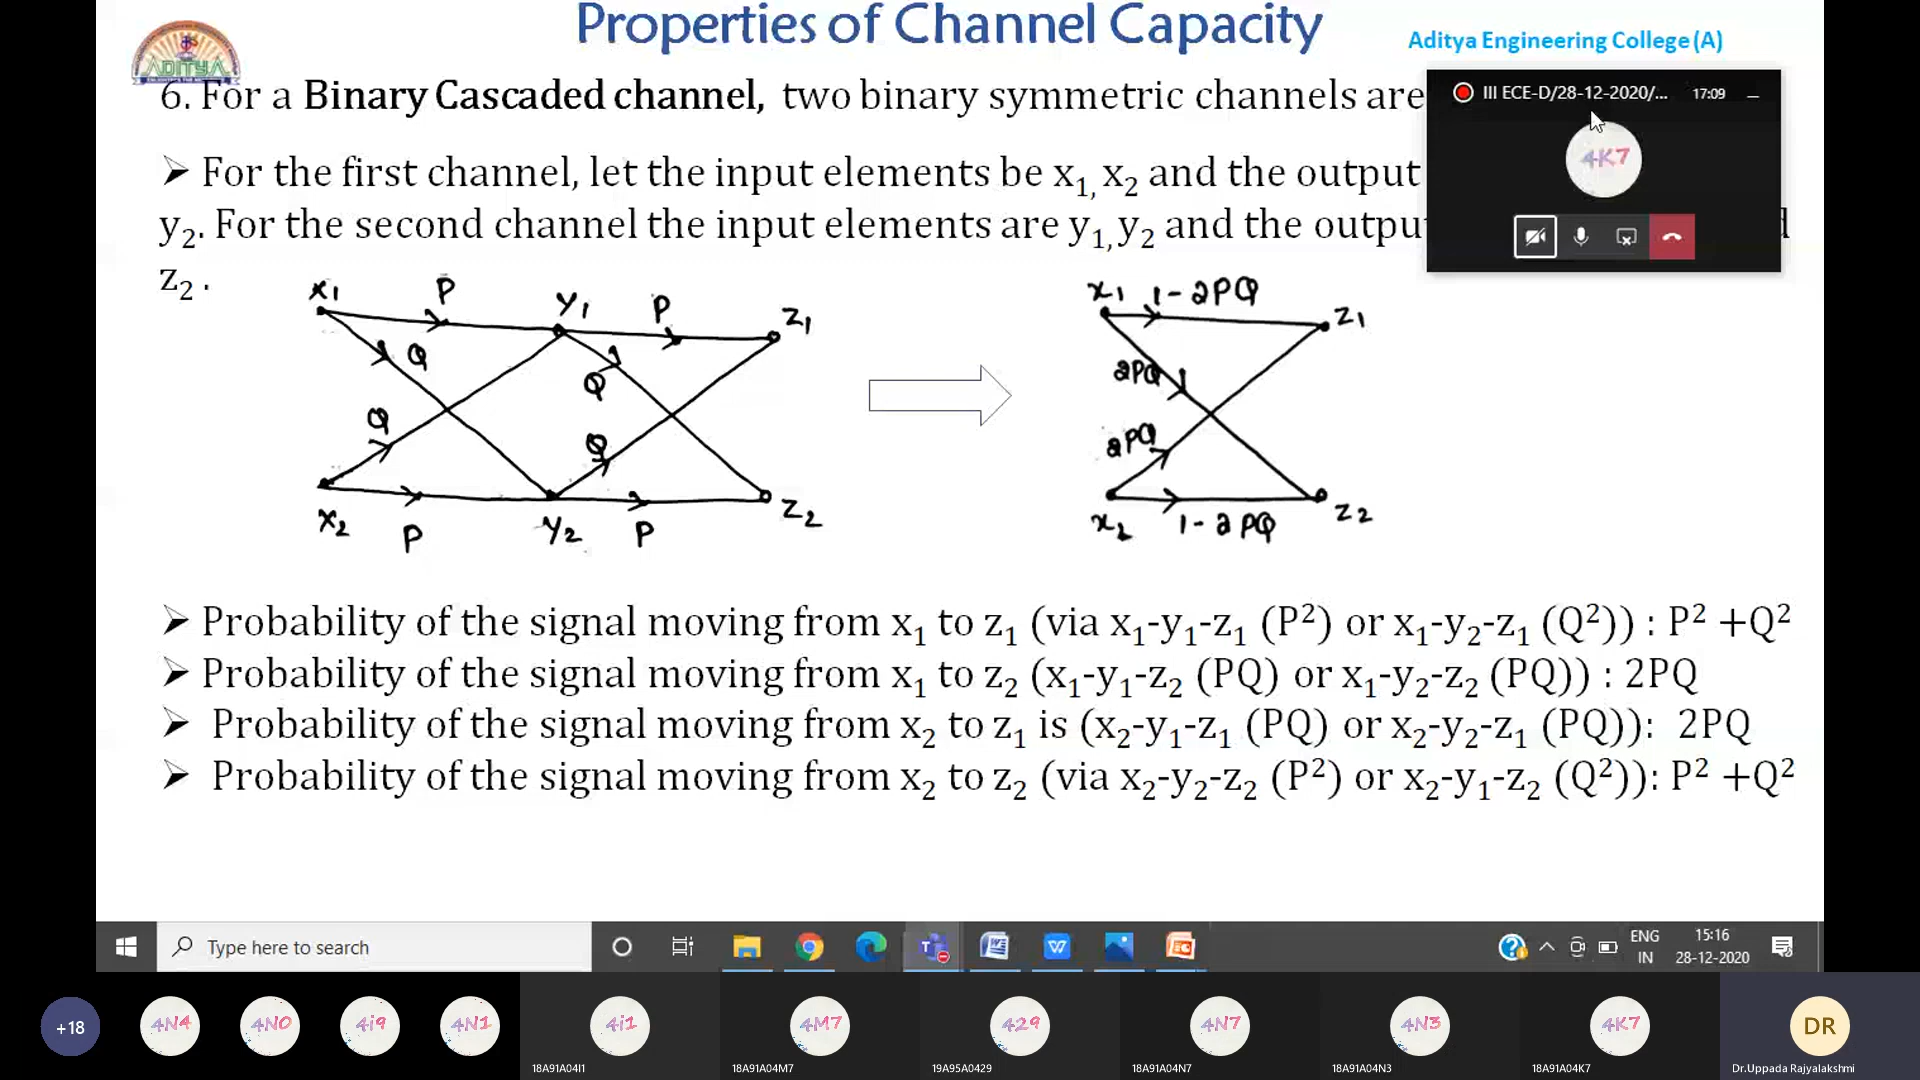 Properties of Channel Capacity
Aditya Engineering College (A)
ADITYA
6. For a Binary Cascaded channel, two binary symmetric channels are
III ECE-D/28-12-2020/... 17:09
4K7
➢ For the first channel, let the input elements be x1, x2 and the output
y2. For the second channel the input elements are y1, y2 and the outpu d
z2 .
x1 P y1 P z1
Q Q
Q Q
x2 P y2 P z2
x1 1-2PQ z1
2PQ
2PQ
x2 1-2PQ z2
➢ Probability of the signal moving from x1 to z1 (via x1-y1-z1 (P²) or x1-y2-z1 (Q²)) : P² +Q²
➢ Probability of the signal moving from x1 to z2 (x1-y1-z2 (PQ) or x1-y2-z2 (PQ)) : 2PQ
➢ Probability of the signal moving from x2 to z1 is (x2-y1-z1 (PQ) or x2-y2-z1 (PQ)): 2PQ
➢ Probability of the signal moving from x2 to z2 (via x2-y2-z2 (P²) or x2-y1-z2 (Q²)): P² +Q²
Type here to search
ENG
IN
15:16
28-12-2020
+18 4N4 4N0 4i9 4N1 4i1 4M7 429 4N7 4N3 4K7 DR
18A91A04I1 18A91A04M7 19A95A0429 18A91A04N7 18A91A04N3 18A91A04K7 Dr.Uppada Rajyalakshmi